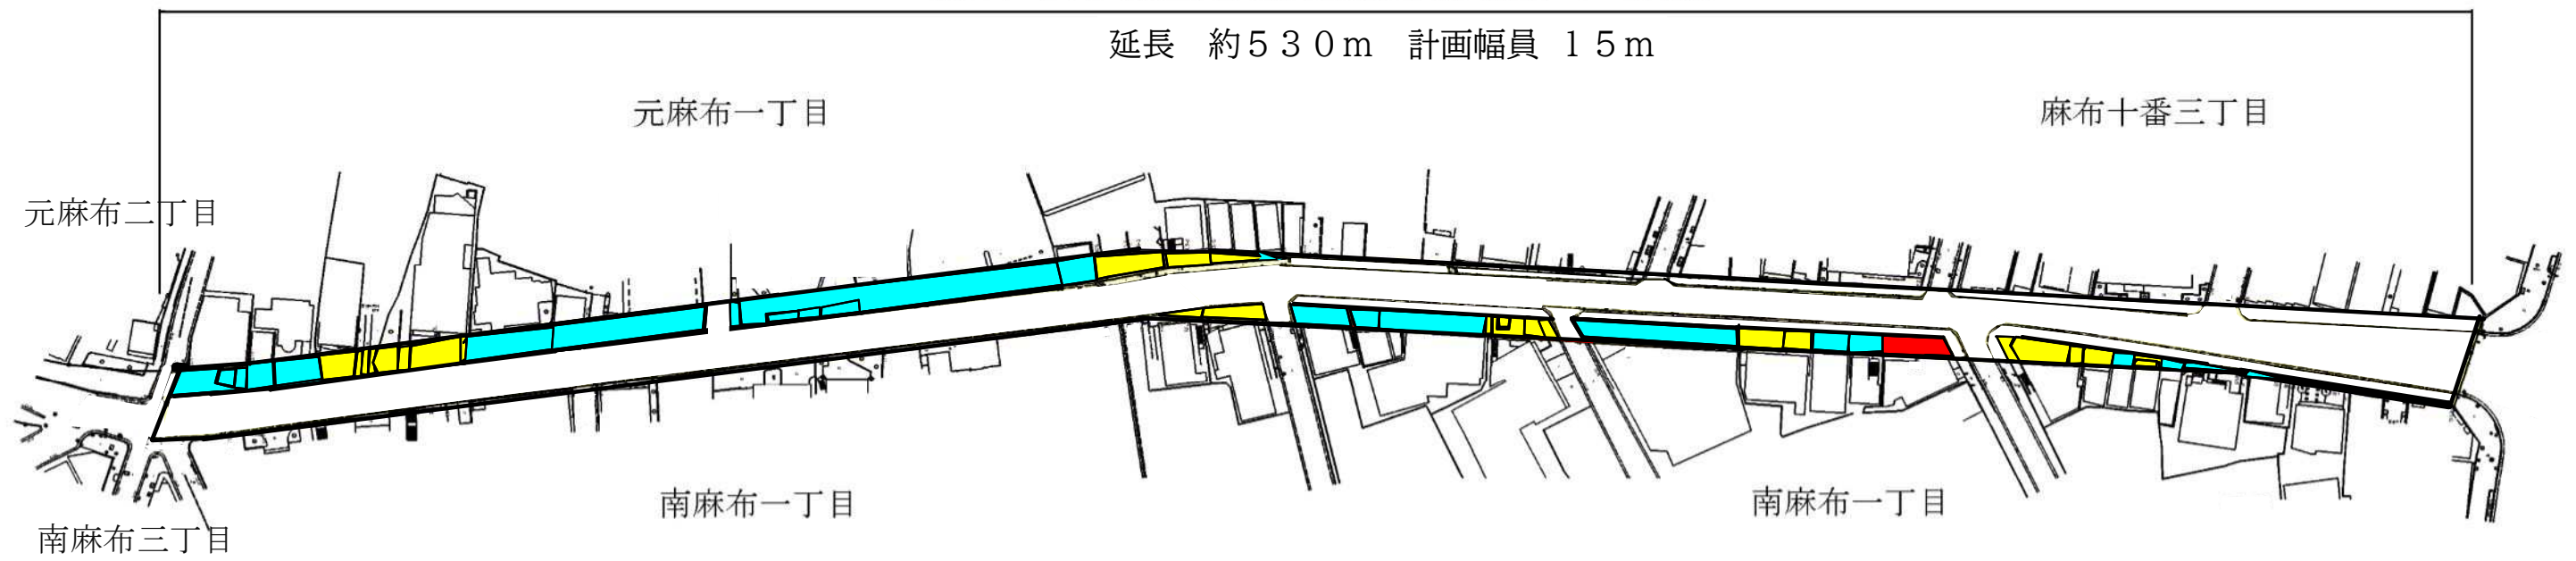 延長　約５３０ｍ　計画幅員　１５ｍ
元麻布一丁目
麻布十番三丁目
元麻布二丁目
南麻布一丁目
南麻布一丁目
南麻布三丁目